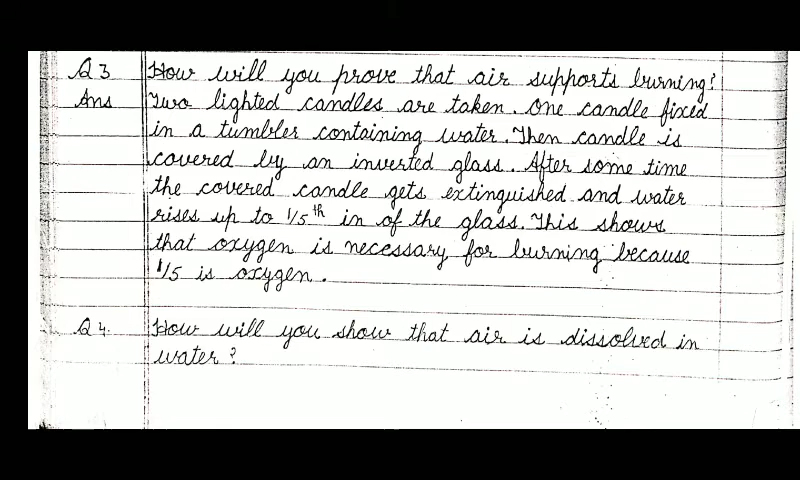 Q 3 How will you prove that air supports burning?
Ans Two lighted candles are taken. One candle fixed
in a tumbler containing water. Then candle is
covered by an inverted glass. After some time
the covered candle gets extinguished and water
rises up to 1/5th in of the glass. This shows
that oxygen is necessary for burning because
1/5 is oxygen.
Q 4. How will you show that air is dissolved in
water?